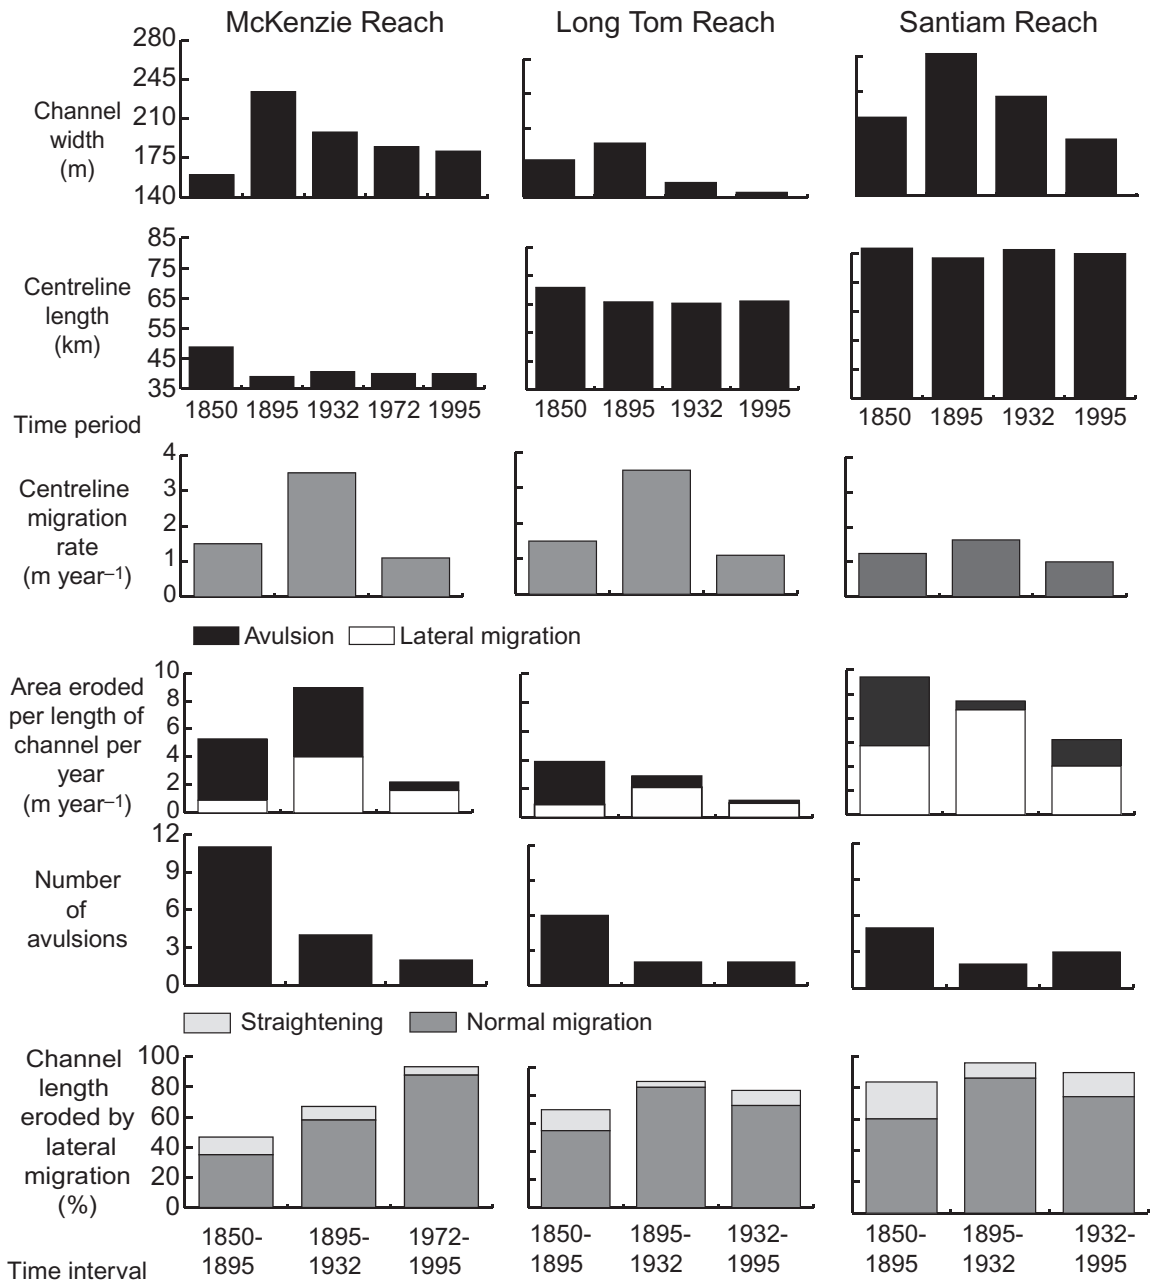 McKenzie Reach
Long Tom Reach
Santiam Reach
Channel
width
(m)
280
245
210
175
140
Centreline
length
(km)
85
75
65
55
45
35
Time period
1850 1895 1932 1972 1995
1850 1895 1932 1995
1850 1895 1932 1995
Centreline
migration
rate
(m year–1)
4
3
2
1
0
Avulsion Lateral migration
Area eroded
per length of
channel per
year
(m year–1)
10
8
6
4
2
0
Number
of
avulsions
12
9
6
3
0
Straightening Normal migration
Channel
length
eroded by
lateral
migration
(%)
100
80
60
40
20
0
Time interval
1850-
1895
1895-
1932
1972-
1995
1850-
1895
1895-
1932
1932-
1995
1850-
1895
1895-
1932
1932-
1995